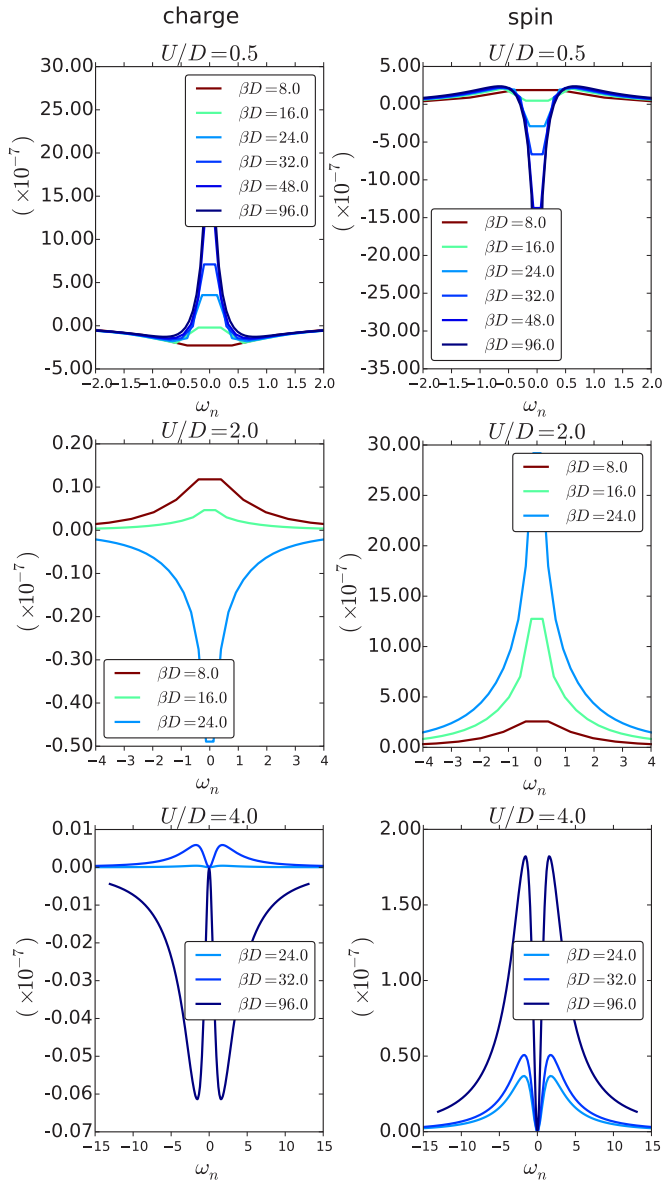 charge
spin
U/D=0.5
30.00
25.00
20.00
15.00
10.00
5.00
0.00
-5.00
(×10⁻⁷)
βD=8.0
βD=16.0
βD=24.0
βD=32.0
βD=48.0
βD=96.0
-2.0 -1.5 -1.0 -0.5 0.0 0.5 1.0 1.5 2.0
ωₙ
U/D=0.5
5.00
0.00
-5.00
-10.00
-15.00
-20.00
-25.00
-30.00
-35.00
(×10⁻⁷)
βD=8.0
βD=16.0
βD=24.0
βD=32.0
βD=48.0
βD=96.0
-2.0 -1.5 -1.0 -0.5 0.0 0.5 1.0 1.5 2.0
ωₙ
U/D=2.0
0.20
0.10
0.00
-0.10
-0.20
-0.30
-0.40
-0.50
(×10⁻⁷)
βD=8.0
βD=16.0
βD=24.0
-4 -3 -2 -1 0 1 2 3 4
ωₙ
U/D=2.0
30.00
25.00
20.00
15.00
10.00
5.00
0.00
(×10⁻⁷)
βD=8.0
βD=16.0
βD=24.0
-4 -3 -2 -1 0 1 2 3 4
ωₙ
U/D=4.0
0.01
0.00
-0.01
-0.02
-0.03
-0.04
-0.05
-0.06
-0.07
(×10⁻⁷)
βD=24.0
βD=32.0
βD=96.0
-15 -10 -5 0 5 10 15
ωₙ
U/D=4.0
2.00
1.50
1.00
0.50
0.00
(×10⁻⁷)
βD=24.0
βD=32.0
βD=96.0
-15 -10 -5 0 5 10 15
ωₙ